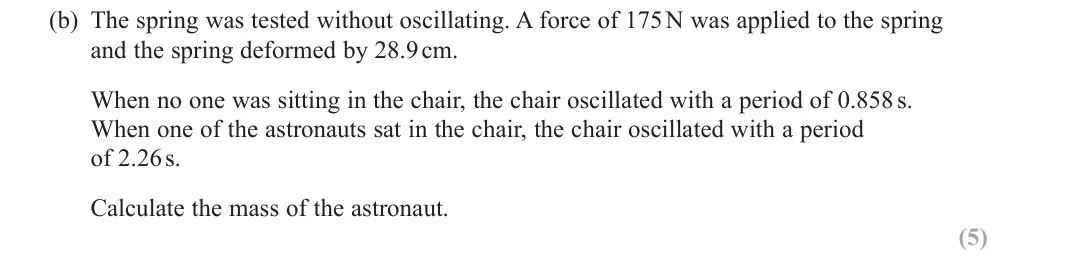 (b) The spring was tested without oscillating. A force of 175 N was applied to the spring
and the spring deformed by 28.9 cm.
When no one was sitting in the chair, the chair oscillated with a period of 0.858 s.
When one of the astronauts sat in the chair, the chair oscillated with a period
of 2.26 s.
Calculate the mass of the astronaut.
(5)